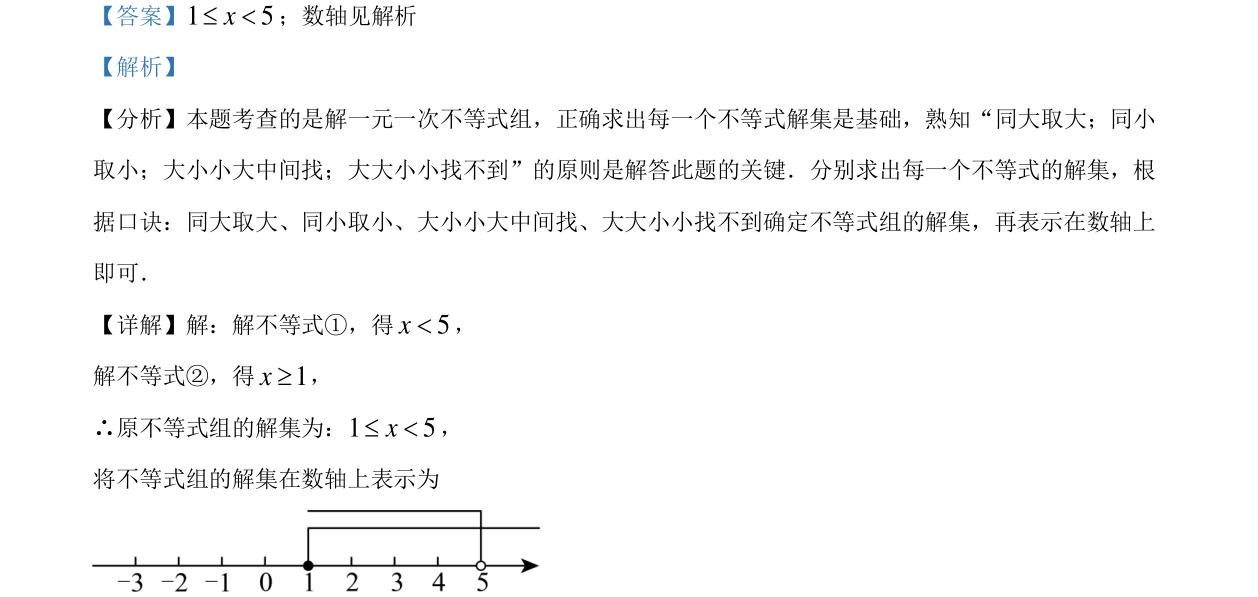 【答案】1≤x<5；数轴见解析
【解析】
【分析】本题考查的是解一元一次不等式组，正确求出每一个不等式解集是基础，熟知“同大取大；同小
取小；大小小大中间找；大大小小找不到”的原则是解答此题的关键．分别求出每一个不等式的解集，根
据口诀：同大取大、同小取小、大小小大中间找、大大小小找不到确定不等式组的解集，再表示在数轴上
即可．
【详解】解：解不等式①，得x<5，
解不等式②，得x≥1，
∴原不等式组的解集为：1≤x<5，
将不等式组的解集在数轴上表示为
−3 −2 −1 0 1 2 3 4 5